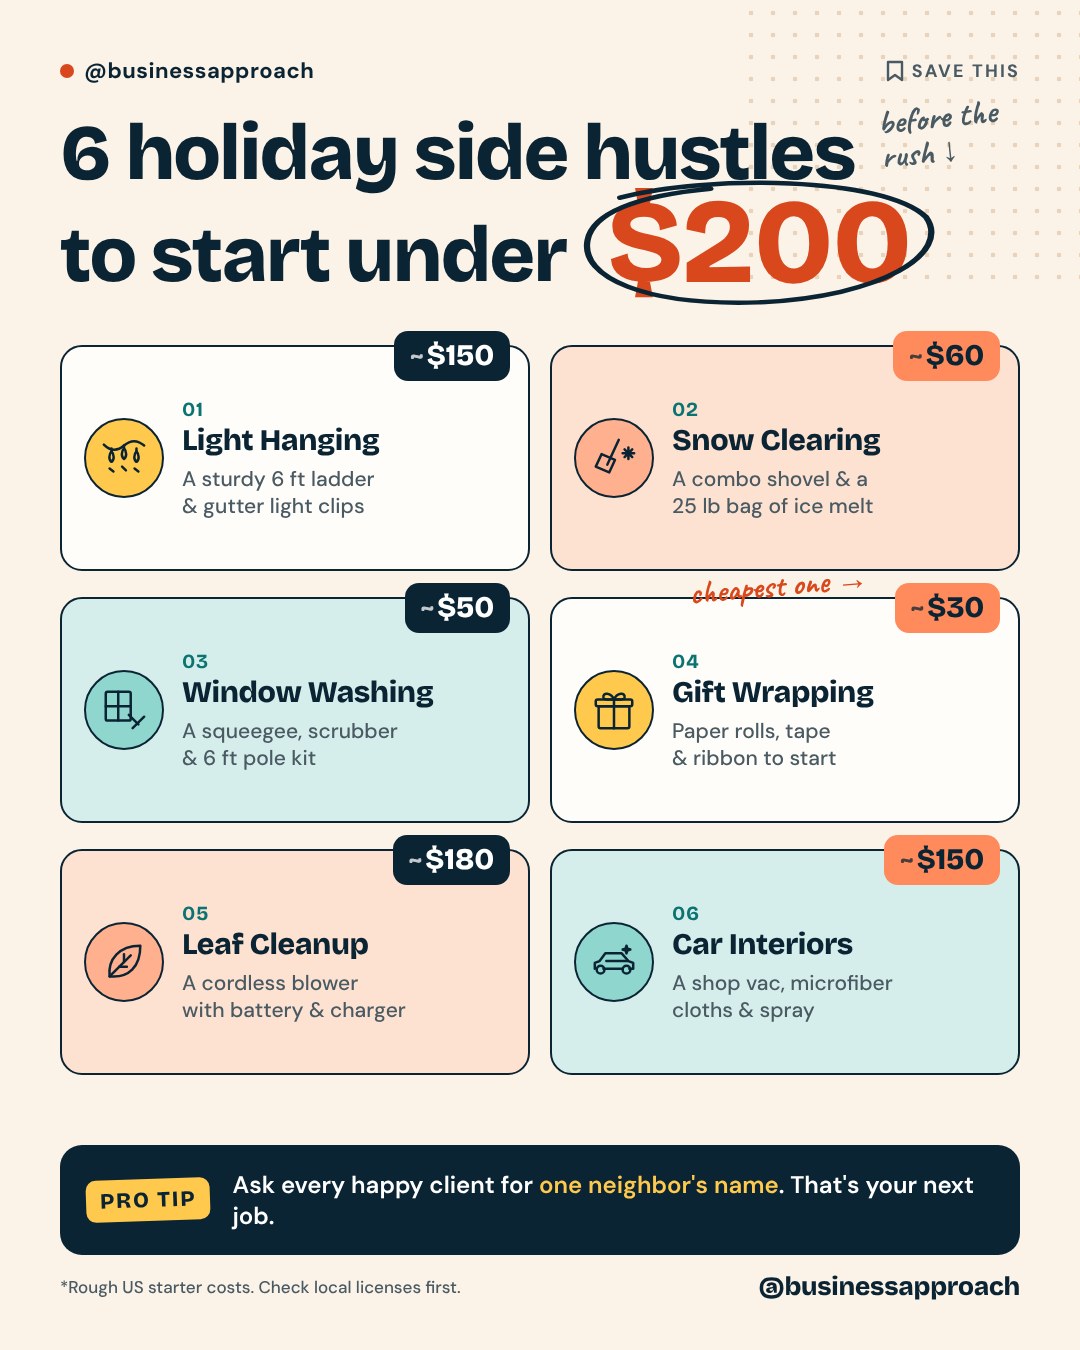 @businessapproach
SAVE THIS
before the
rush ↓
6 holiday side hustles
to start under $200
~$150
01
Light Hanging
A sturdy 6 ft ladder
& gutter light clips
~$60
02
Snow Clearing
A combo shovel & a
25 lb bag of ice melt
~$50
03
Window Washing
A squeegee, scrubber
& 6 ft pole kit
cheapest one →
~$30
04
Gift Wrapping
Paper rolls, tape
& ribbon to start
~$180
05
Leaf Cleanup
A cordless blower
with battery & charger
~$150
06
Car Interiors
A shop vac, microfiber
cloths & spray
PRO TIP
Ask every happy client for one neighbor's name. That's your next
job.
*Rough US starter costs. Check local licenses first.
@businessapproach